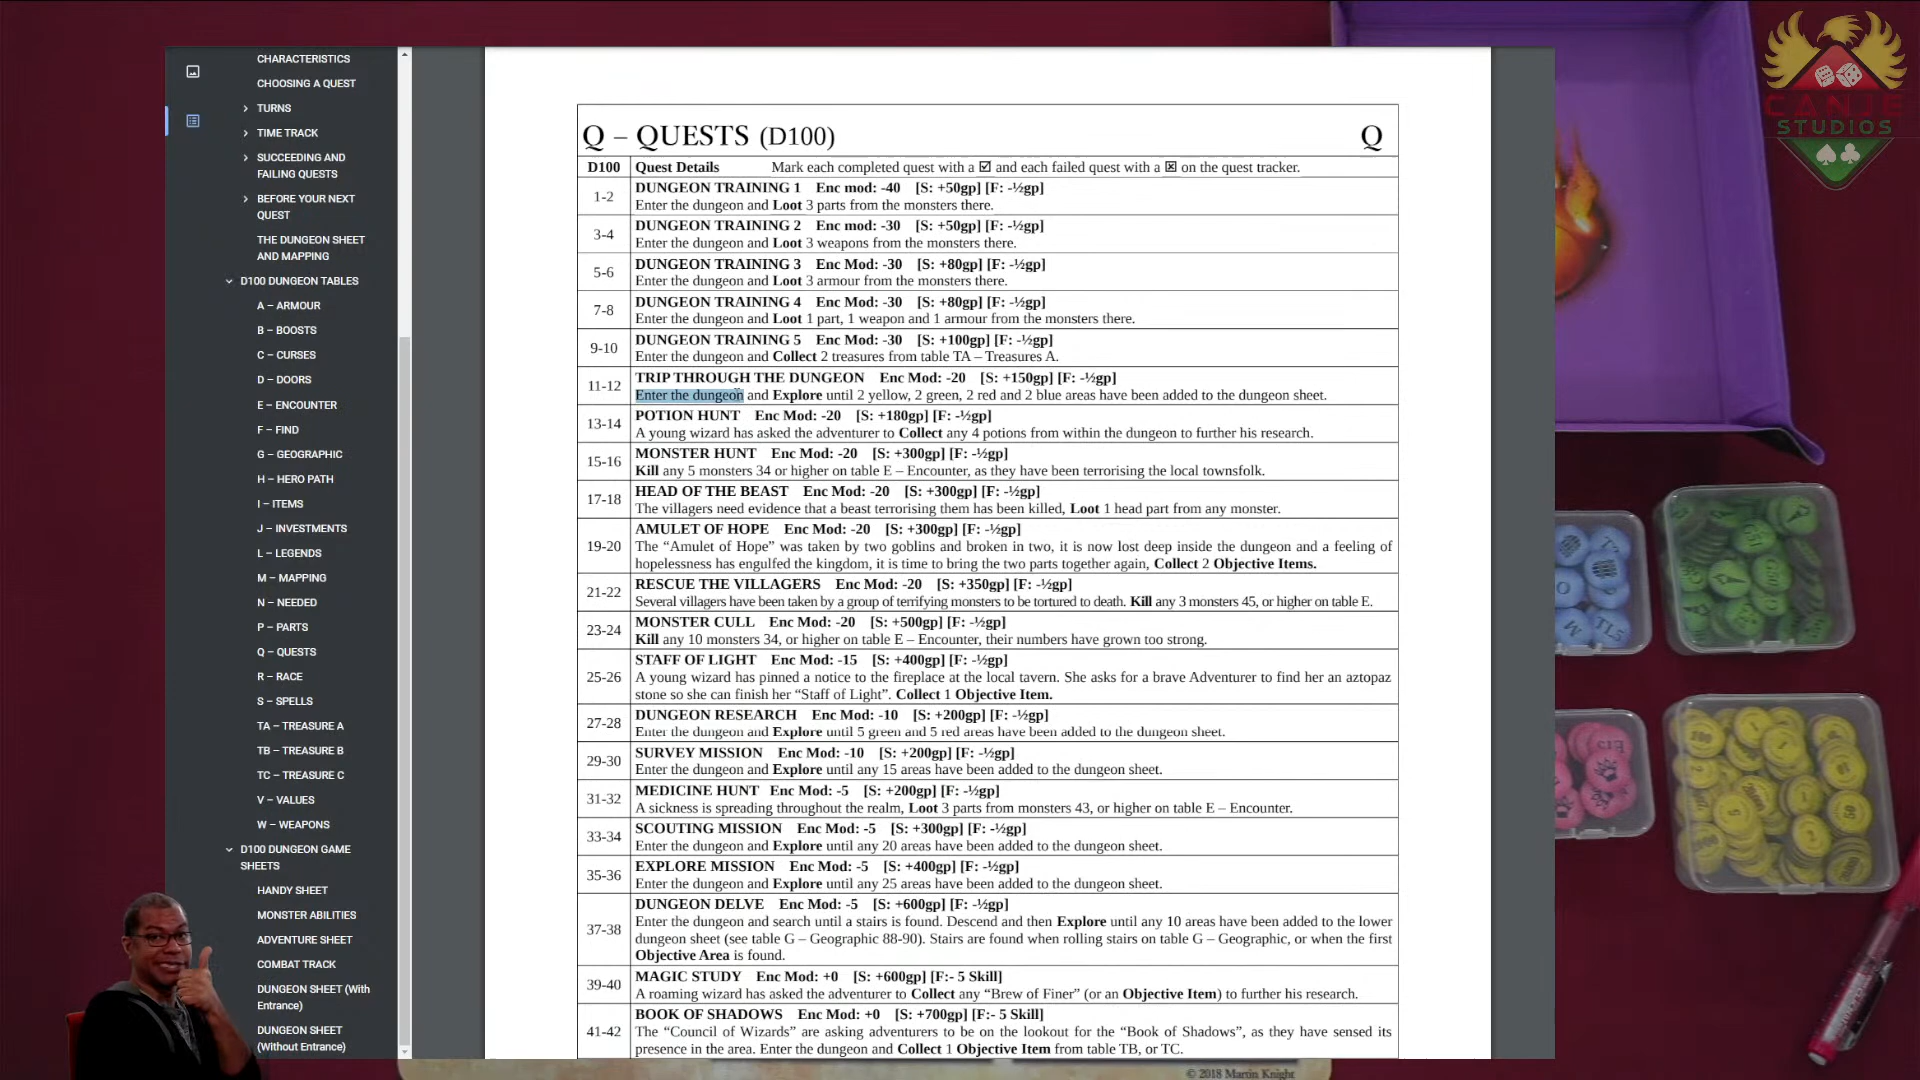 CHARACTERISTICS
CHOOSING A QUEST
TURNS
TIME TRACK
SUCCEEDING AND
FAILING QUESTS
BEFORE YOUR NEXT
QUEST
THE DUNGEON SHEET
AND MAPPING
D100 DUNGEON TABLES
A – ARMOUR
B – BOOSTS
C – CURSES
D – DOORS
E – ENCOUNTER
F – FIND
G – GEOGRAPHIC
H – HERO PATH
I – ITEMS
J – INVESTMENTS
L – LEGENDS
M – MAPPING
N – NEEDED
P – PARTS
Q – QUESTS
R – RACE
S – SPELLS
TA – TREASURE A
TB – TREASURE B
TC – TREASURE C
V – VALUES
W – WEAPONS
D100 DUNGEON GAME
SHEETS
HANDY SHEET
MONSTER ABILITIES
ADVENTURE SHEET
COMBAT TRACK
DUNGEON SHEET (With
Entrance)
DUNGEON SHEET
(Without Entrance)
Q – QUESTS (D100) Q
D100 Quest Details Mark each completed quest with a ☑ and each failed quest with a ☒ on the quest tracker.
1-2 DUNGEON TRAINING 1 Enc mod: -40 [S: +50gp] [F: -½gp]
Enter the dungeon and Loot 3 parts from the monsters there.
3-4 DUNGEON TRAINING 2 Enc mod: -30 [S: +50gp] [F: -½gp]
Enter the dungeon and Loot 3 weapons from the monsters there.
5-6 DUNGEON TRAINING 3 Enc Mod: -30 [S: +80gp] [F: -½gp]
Enter the dungeon and Loot 3 armour from the monsters there.
7-8 DUNGEON TRAINING 4 Enc Mod: -30 [S: +80gp] [F: -½gp]
Enter the dungeon and Loot 1 part, 1 weapon and 1 armour from the monsters there.
9-10 DUNGEON TRAINING 5 Enc Mod: -30 [S: +100gp] [F: -½gp]
Enter the dungeon and Collect 2 treasures from table TA – Treasures A.
11-12 TRIP THROUGH THE DUNGEON Enc Mod: -20 [S: +150gp] [F: -½gp]
Enter the dungeon and Explore until 2 yellow, 2 green, 2 red and 2 blue areas have been added to the dungeon sheet.
13-14 POTION HUNT Enc Mod: -20 [S: +180gp] [F: -½gp]
A young wizard has asked the adventurer to Collect any 4 potions from within the dungeon to further his research.
15-16 MONSTER HUNT Enc Mod: -20 [S: +300gp] [F: -½gp]
Kill any 5 monsters 34 or higher on table E – Encounter, as they have been terrorising the local townsfolk.
17-18 HEAD OF THE BEAST Enc Mod: -20 [S: +300gp] [F: -½gp]
The villagers need evidence that a beast terrorising them has been killed, Loot 1 head part from any monster.
19-20 AMULET OF HOPE Enc Mod: -20 [S: +300gp] [F: -½gp]
The “Amulet of Hope” was taken by two goblins and broken in two, it is now lost deep inside the dungeon and a feeling of
hopelessness has engulfed the kingdom, it is time to bring the two parts together again, Collect 2 Objective Items.
21-22 RESCUE THE VILLAGERS Enc Mod: -20 [S: +350gp] [F: -½gp]
Several villagers have been taken by a group of terrifying monsters to be tortured to death. Kill any 3 monsters 45, or higher on table E.
23-24 MONSTER CULL Enc Mod: -20 [S: +500gp] [F: -½gp]
Kill any 10 monsters 34, or higher on table E – Encounter, their numbers have grown too strong.
25-26 STAFF OF LIGHT Enc Mod: -15 [S: +400gp] [F: -½gp]
A young wizard has pinned a notice to the fireplace at the local tavern. She asks for a brave Adventurer to find her an aztopaz
stone so she can finish her “Staff of Light”. Collect 1 Objective Item.
27-28 DUNGEON RESEARCH Enc Mod: -10 [S: +200gp] [F: -½gp]
Enter the dungeon and Explore until 5 green and 5 red areas have been added to the dungeon sheet.
29-30 SURVEY MISSION Enc Mod: -10 [S: +200gp] [F: -½gp]
Enter the dungeon and Explore until any 15 areas have been added to the dungeon sheet.
31-32 MEDICINE HUNT Enc Mod: -5 [S: +200gp] [F: -½gp]
A sickness is spreading throughout the realm, Loot 3 parts from monsters 43, or higher on table E – Encounter.
33-34 SCOUTING MISSION Enc Mod: -5 [S: +300gp] [F: -½gp]
Enter the dungeon and Explore until any 20 areas have been added to the dungeon sheet.
35-36 EXPLORE MISSION Enc Mod: -5 [S: +400gp] [F: -½gp]
Enter the dungeon and Explore until any 25 areas have been added to the dungeon sheet.
37-38 DUNGEON DELVE Enc Mod: -5 [S: +600gp] [F: -½gp]
Enter the dungeon and search until a stairs is found. Descend and then Explore until any 10 areas have been added to the lower
dungeon sheet (see table G – Geographic 88-90). Stairs are found when rolling stairs on table G – Geographic, or when the first
Objective Area is found.
39-40 MAGIC STUDY Enc Mod: +0 [S: +600gp] [F:- 5 Skill]
A roaming wizard has asked the adventurer to Collect any “Brew of Finer” (or an Objective Item) to further his research.
41-42 BOOK OF SHADOWS Enc Mod: +0 [S: +700gp] [F:- 5 Skill]
The “Council of Wizards” are asking adventurers to be on the lookout for the “Book of Shadows”, as they have sensed its
presence in the area. Enter the dungeon and Collect 1 Objective Item from table TB, or TC.
CANJE
STUDIOS
W TL5
© 2018 Martin Knight